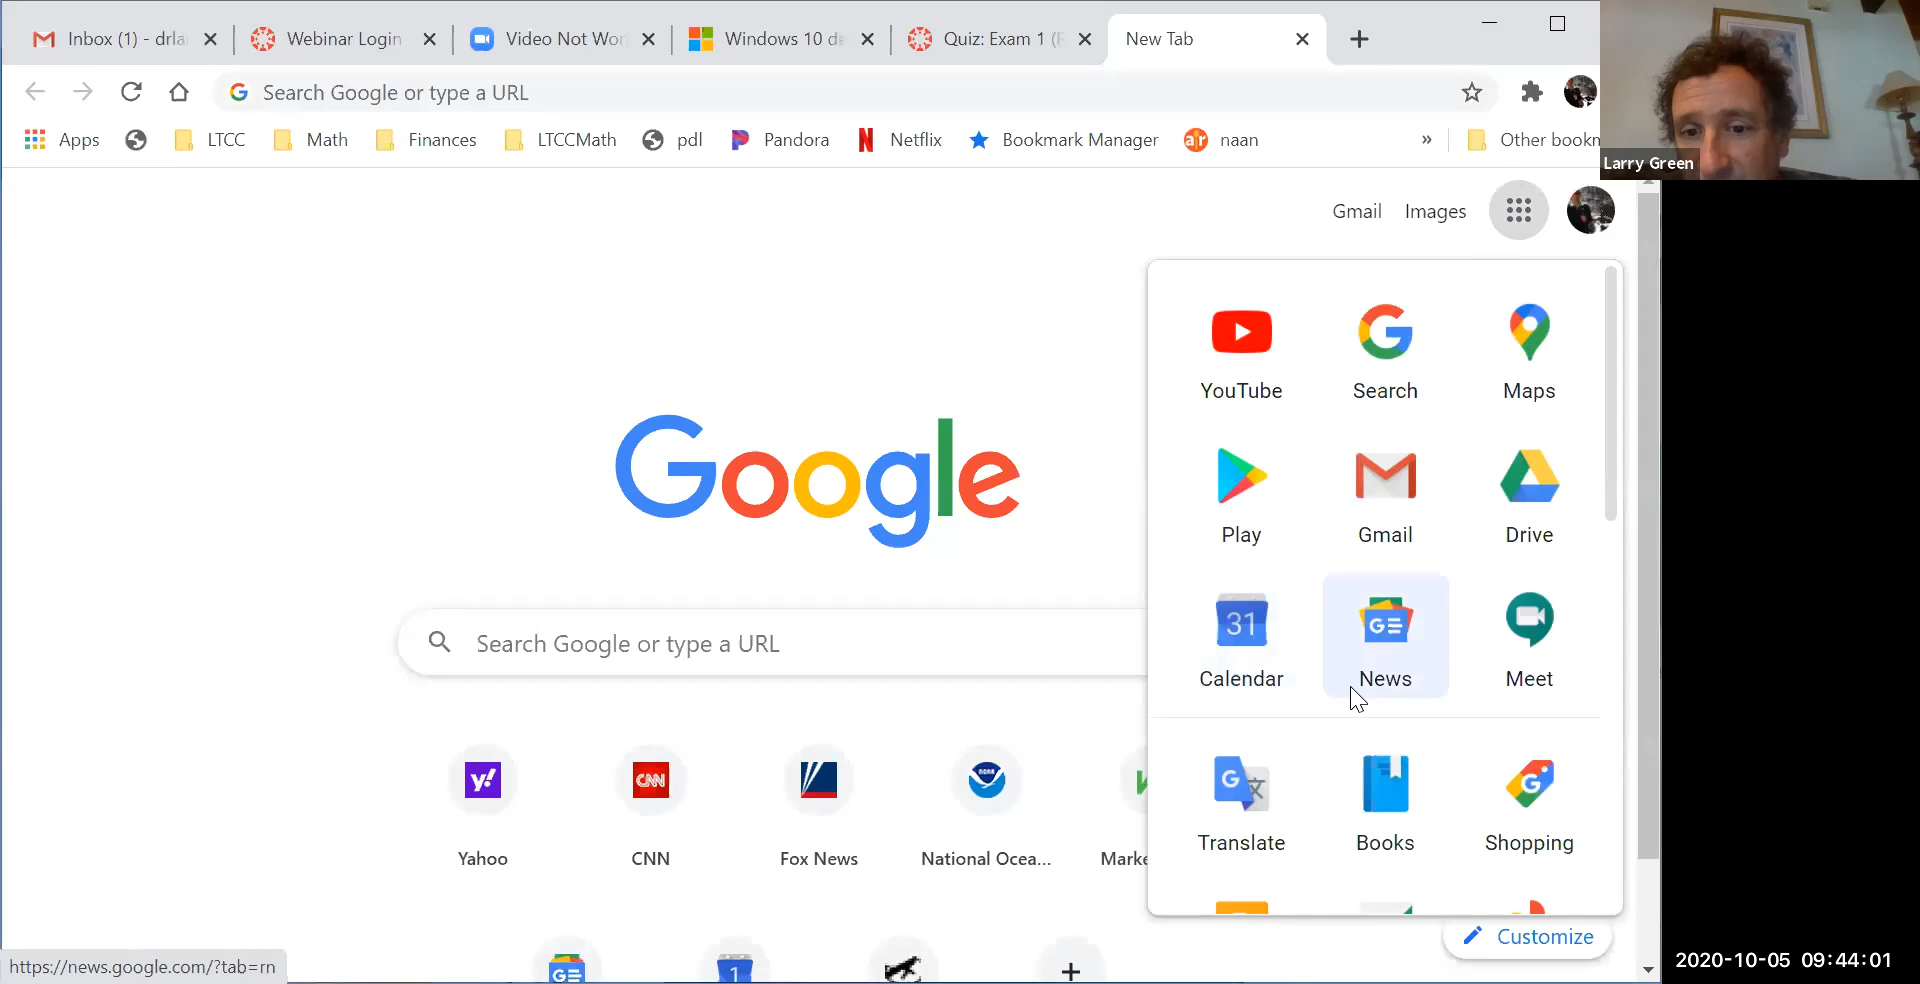 Inbox (1) - drla
Webinar Login
Video Not Wor
Windows 10 de
Quiz: Exam 1 (R
New Tab
Search Google or type a URL
Apps
LTCC
Math
Finances
LTCCMath
pdl
Pandora
Netflix
Bookmark Manager
naan
»
Other bookm
Larry Green
Gmail
Images
YouTube
Search
Maps
Play
Gmail
Drive
31
Calendar
News
Meet
Google
Search Google or type a URL
Translate
Books
Shopping
y!
CNN
NOAA
Yahoo
CNN
Fox News
National Ocea...
Marke
Customize
1
https://news.google.com/?tab=rn
2020-10-05 09:44:01